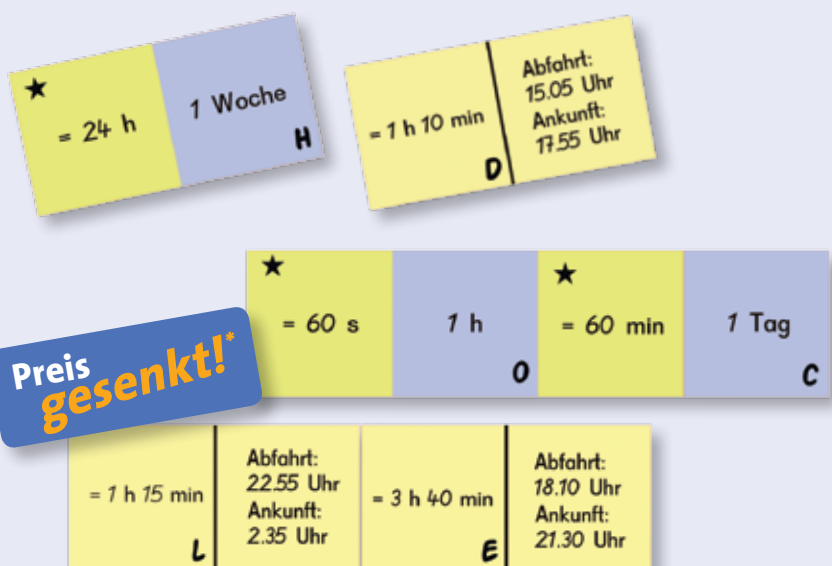 ★
= 24 h
1 Woche
H
= 1 h 10 min
D
Abfahrt:
15.05 Uhr
Ankunft:
17.55 Uhr
★
= 60 s
1 h
O
★
= 60 min
1 Tag
C
Preis
gesenkt!*
= 1 h 15 min
L
Abfahrt:
22.55 Uhr
Ankunft:
2.35 Uhr
= 3 h 40 min
E
Abfahrt:
18.10 Uhr
Ankunft:
21.30 Uhr